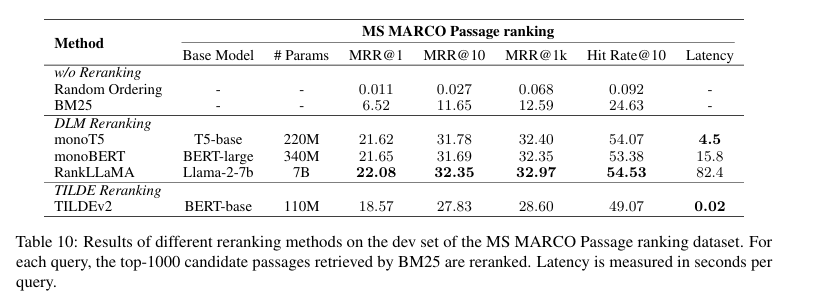 MS MARCO Passage ranking
Method
Base Model # Params MRR@1 MRR@10 MRR@1k Hit Rate@10 Latency
w/o Reranking
Random Ordering - - 0.011 0.027 0.068 0.092 -
BM25 - - 6.52 11.65 12.59 24.63 -
DLM Reranking
monoT5 T5-base 220M 21.62 31.78 32.40 54.07 4.5
monoBERT BERT-large 340M 21.65 31.69 32.35 53.38 15.8
RankLLaMA Llama-2-7b 7B 22.08 32.35 32.97 54.53 82.4
TILDE Reranking
TILDEv2 BERT-base 110M 18.57 27.83 28.60 49.07 0.02
Table 10: Results of different reranking methods on the dev set of the MS MARCO Passage ranking dataset. For
each query, the top-1000 candidate passages retrieved by BM25 are reranked. Latency is measured in seconds per
query.